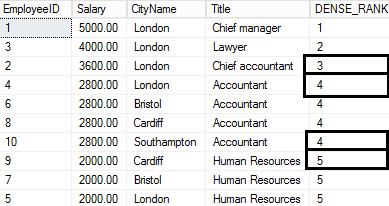 EmployeeID Salary CityName Title DENSE_RANK
1 5000.00 London Chief manager 1
3 4000.00 London Lawyer 2
2 3600.00 London Chief accountant 3
4 2800.00 London Accountant 4
6 2800.00 Bristol Accountant 4
8 2800.00 Cardiff Accountant 4
10 2800.00 Southampton Accountant 4
9 2000.00 Cardiff Human Resources 5
7 2000.00 Bristol Human Resources 5
5 2000.00 London Human Resources 5